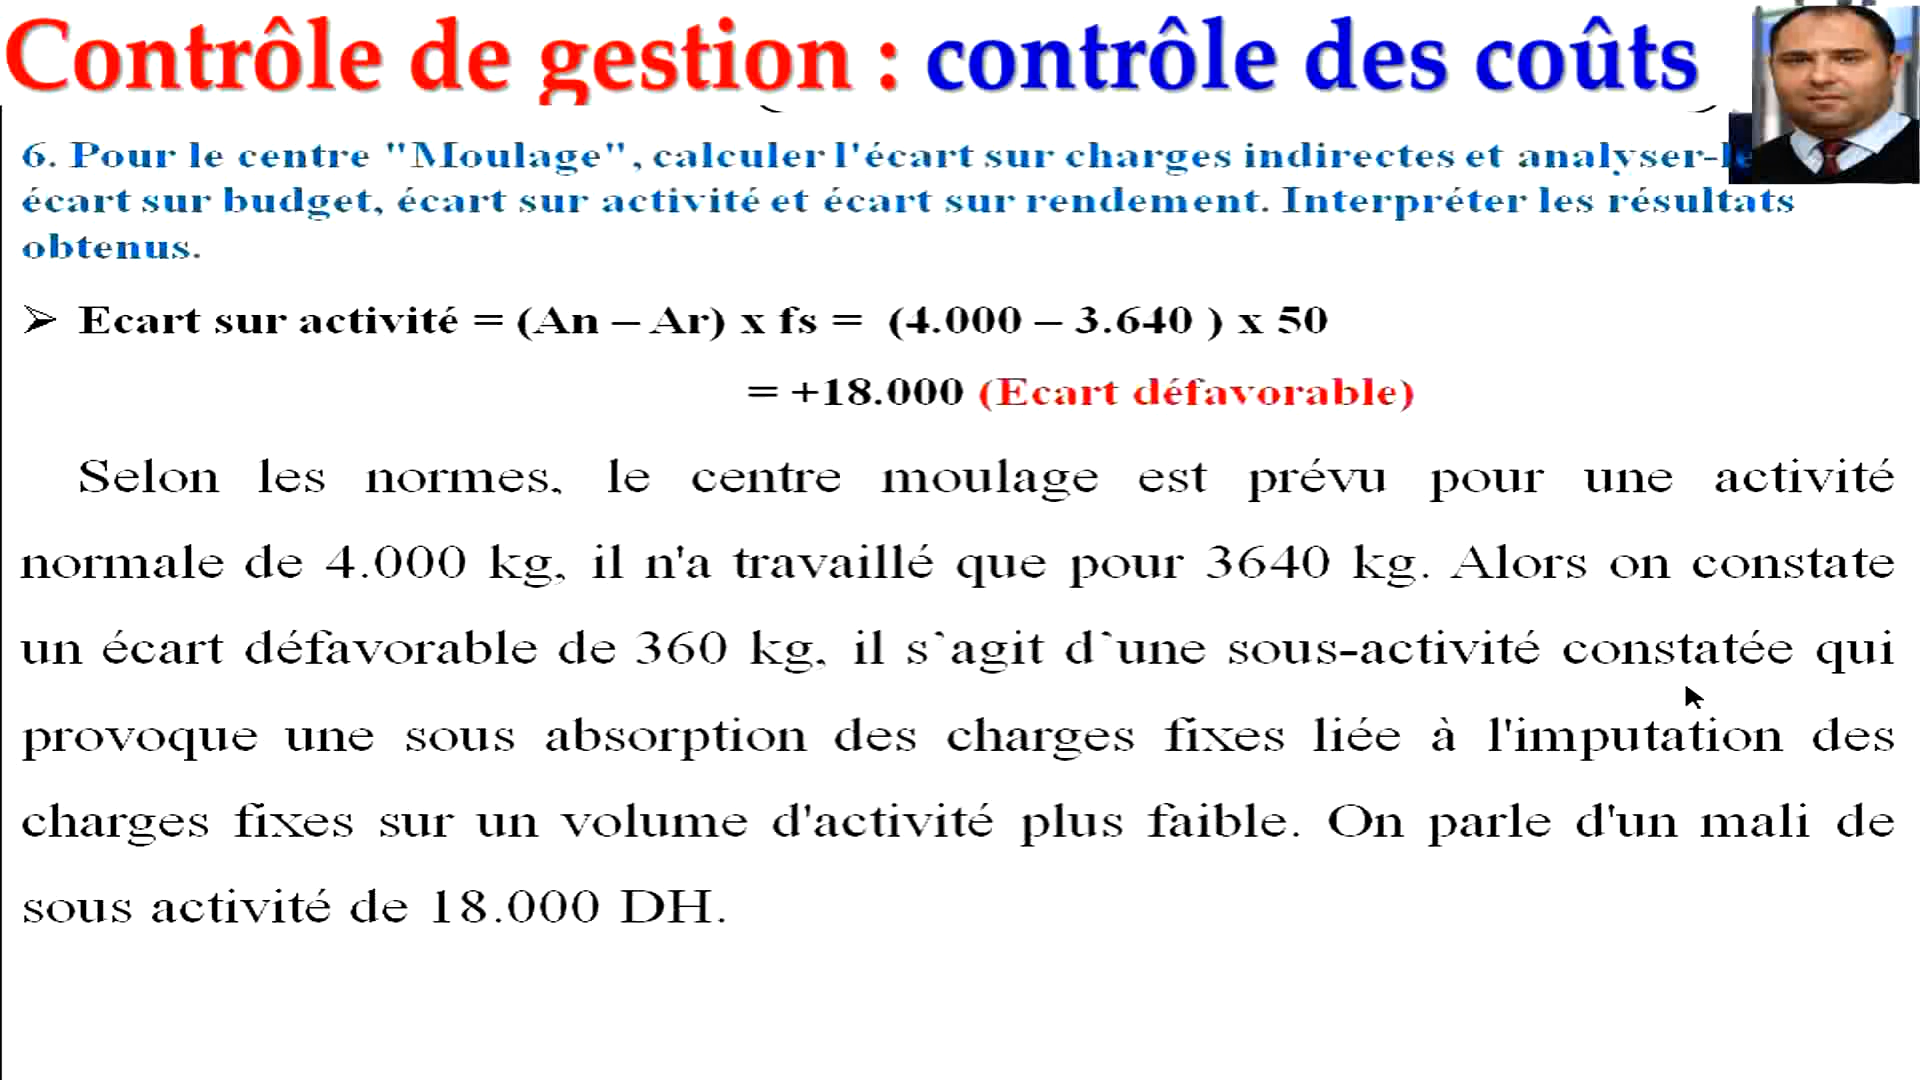 Contrôle de gestion : contrôle des coûts
6. Pour le centre "Moulage", calculer l'écart sur charges indirectes et analyser-le
écart sur budget, écart sur activité et écart sur rendement. Interpréter les résultats
obtenus.
➢ Ecart sur activité = (An – Ar) x fs = (4.000 – 3.640 ) x 50
= +18.000 (Ecart défavorable)
Selon les normes, le centre moulage est prévu pour une activité
normale de 4.000 kg, il n'a travaillé que pour 3640 kg. Alors on constate
un écart défavorable de 360 kg, il s`agit d`une sous-activité constatée qui
provoque une sous absorption des charges fixes liée à l'imputation des
charges fixes sur un volume d'activité plus faible. On parle d'un mali de
sous activité de 18.000 DH.